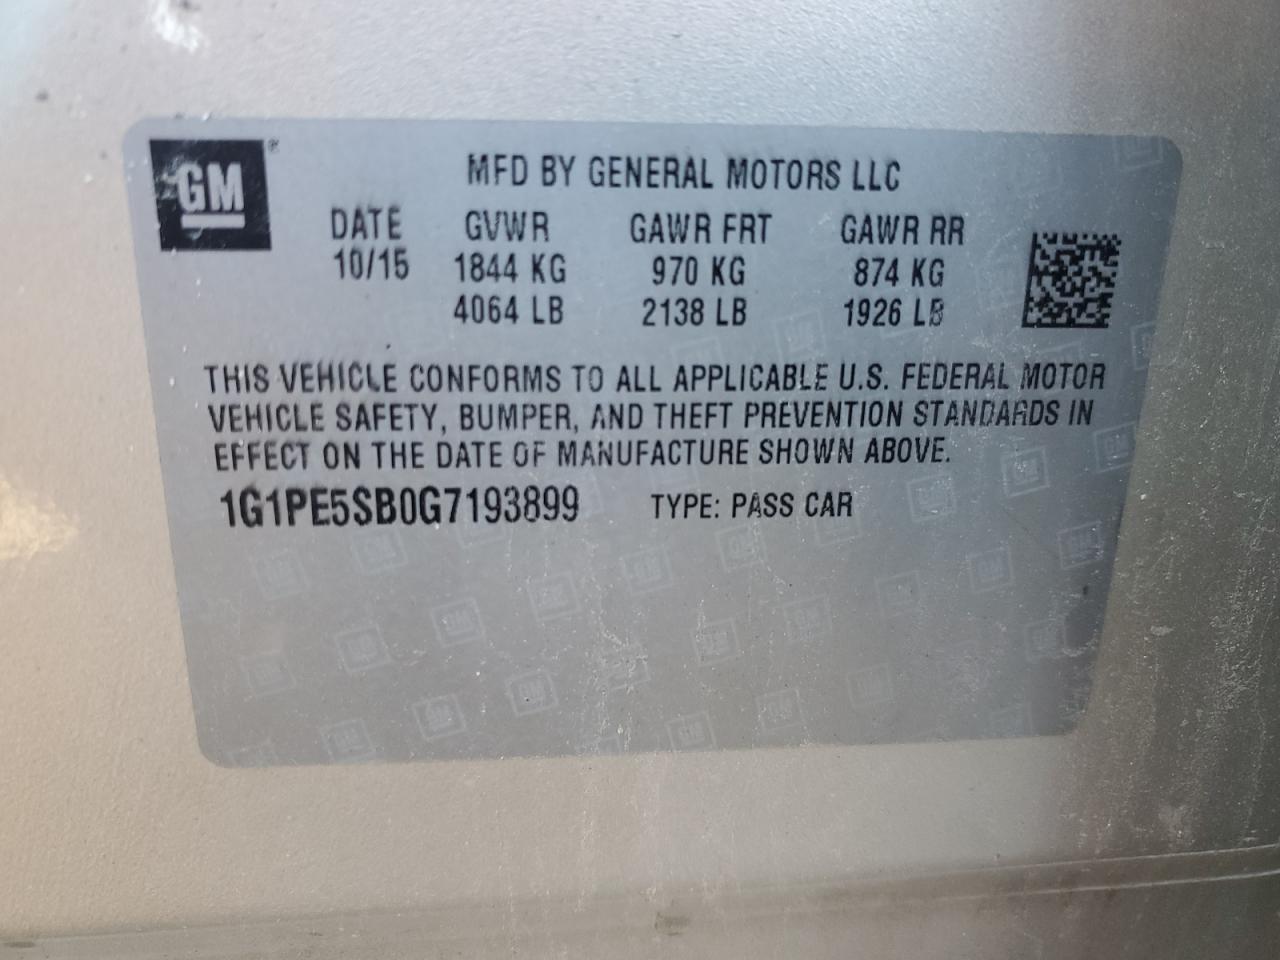 GM®
MFD BY GENERAL MOTORS LLC
DATE GVWR GAWR FRT GAWR RR
10/15 1844 KG 970 KG 874 KG
4064 LB 2138 LB 1926 LB
THIS VEHICLE CONFORMS TO ALL APPLICABLE U.S. FEDERAL MOTOR
VEHICLE SAFETY, BUMPER, AND THEFT PREVENTION STANDARDS IN
EFFECT ON THE DATE OF MANUFACTURE SHOWN ABOVE.
1G1PE5SB0G7193899 TYPE: PASS CAR